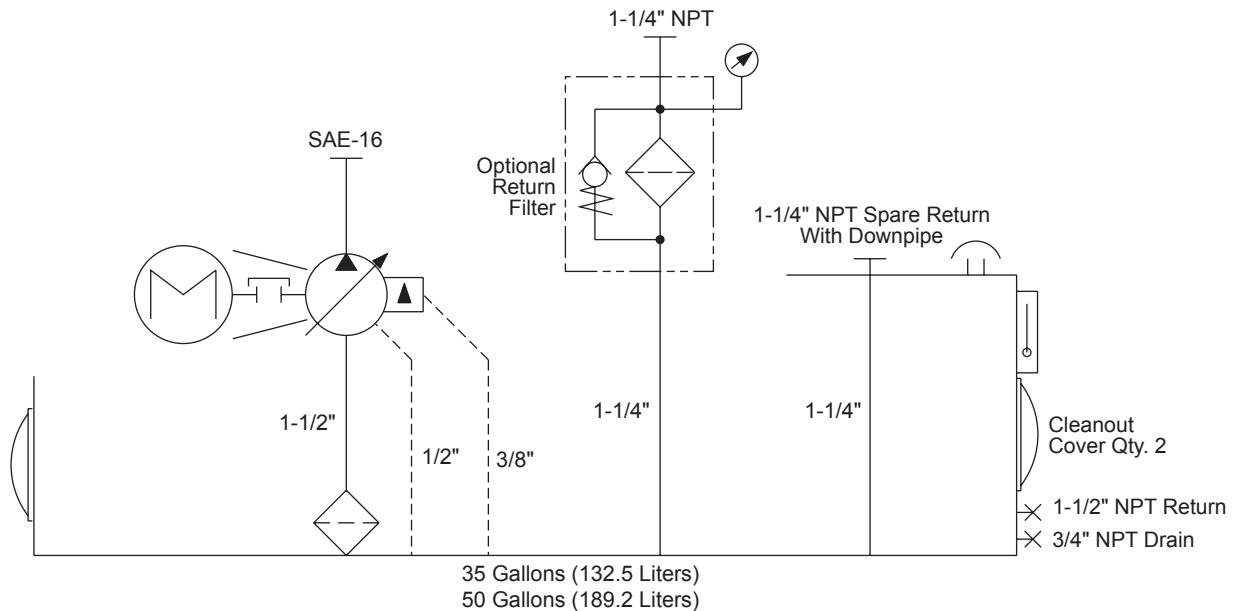 1-1/4" NPT
SAE-16
Optional
Return
Filter
1-1/4" NPT Spare Return
With Downpipe
M
1-1/2"
1/2"
3/8"
1-1/4"
1-1/4"
Cleanout
Cover Qty. 2
1-1/2" NPT Return
3/4" NPT Drain
35 Gallons (132.5 Liters)
50 Gallons (189.2 Liters)